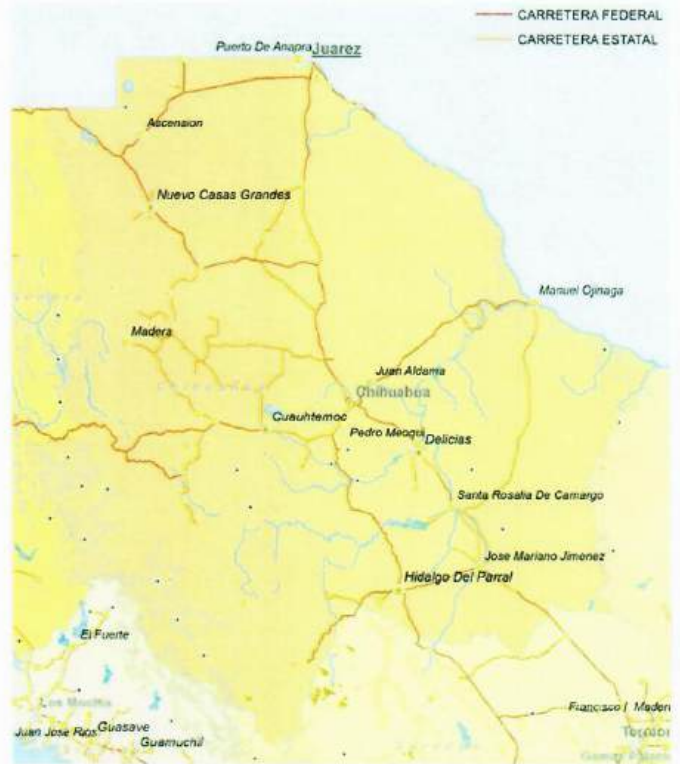 CARRETERA FEDERAL
CARRETERA ESTATAL
Puerto De Anapra
Juarez
Ascension
Nuevo Casas Grandes
Manuel Ojinaga
Madera
Juan Aldama
Chihuahua
Chihuahua
Cuauhtemoc
Pedro Meoqui
Delicias
Santa Rosalia De Camargo
Jose Mariano Jimenez
Hidalgo Del Parral
El Fuerte
Los Mochis
Francisco I. Mader
Juan Jose Rios
Guasave
Guamuchil
Torreon